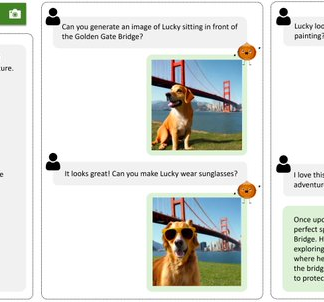 ture.
e
Can you generate an image of Lucky sitting in front of
the Golden Gate Bridge?
It looks great! Can you make Lucky wear sunglasses?
Lucky loo
painting?
I love this
adventur
Once upo
perfect sp
Bridge. H
exploring
where he
the bridg
to protec